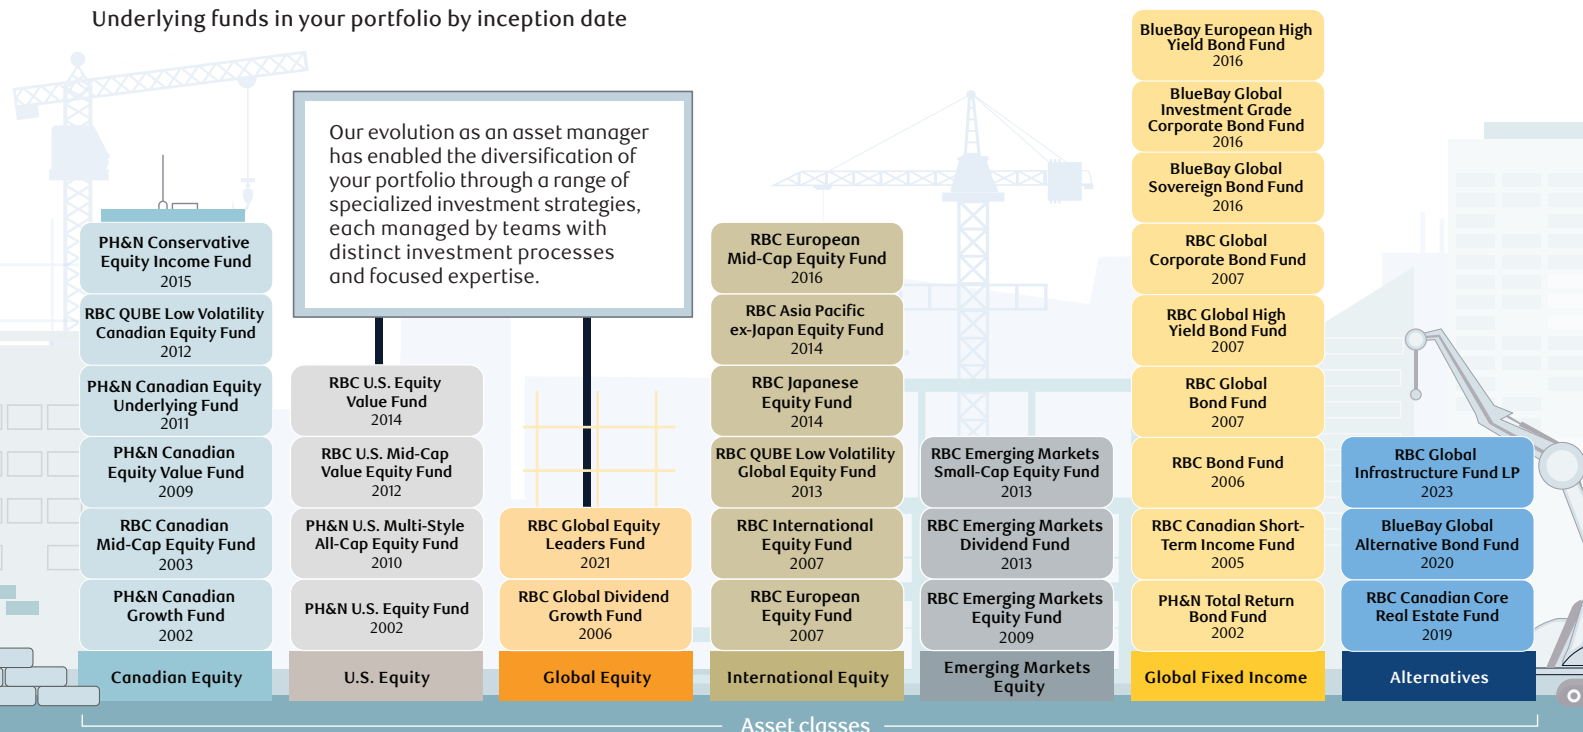 Underlying funds in your portfolio by inception date
Our evolution as an asset manager
has enabled the diversification of
your portfolio through a range of
specialized investment strategies,
each managed by teams with
distinct investment processes
and focused expertise.
PH&N Conservative
Equity Income Fund
2015
RBC QUBE Low Volatility
Canadian Equity Fund
2012
PH&N Canadian Equity
Underlying Fund
2011
PH&N Canadian
Equity Value Fund
2009
RBC Canadian
Mid-Cap Equity Fund
2003
PH&N Canadian
Growth Fund
2002
Canadian Equity
RBC U.S. Equity
Value Fund
2014
RBC U.S. Mid-Cap
Value Equity Fund
2012
PH&N U.S. Multi-Style
All-Cap Equity Fund
2010
PH&N U.S. Equity Fund
2002
U.S. Equity
RBC Global Equity
Leaders Fund
2021
RBC Global Dividend
Growth Fund
2006
Global Equity
RBC European
Mid-Cap Equity Fund
2016
RBC Asia Pacific
ex-Japan Equity Fund
2014
RBC Japanese
Equity Fund
2014
RBC QUBE Low Volatility
Global Equity Fund
2013
RBC International
Equity Fund
2007
RBC European
Equity Fund
2007
International Equity
RBC Emerging Markets
Small-Cap Equity Fund
2013
RBC Emerging Markets
Dividend Fund
2013
RBC Emerging Markets
Equity Fund
2009
Emerging Markets
Equity
BlueBay European High
Yield Bond Fund
2016
BlueBay Global
Investment Grade
Corporate Bond Fund
2016
BlueBay Global
Sovereign Bond Fund
2016
RBC Global
Corporate Bond Fund
2007
RBC Global High
Yield Bond Fund
2007
RBC Global
Bond Fund
2007
RBC Bond Fund
2006
RBC Canadian Short-
Term Income Fund
2005
PH&N Total Return
Bond Fund
2002
Global Fixed Income
RBC Global
Infrastructure Fund LP
2023
BlueBay Global
Alternative Bond Fund
2020
RBC Canadian Core
Real Estate Fund
2019
Alternatives
Asset classes